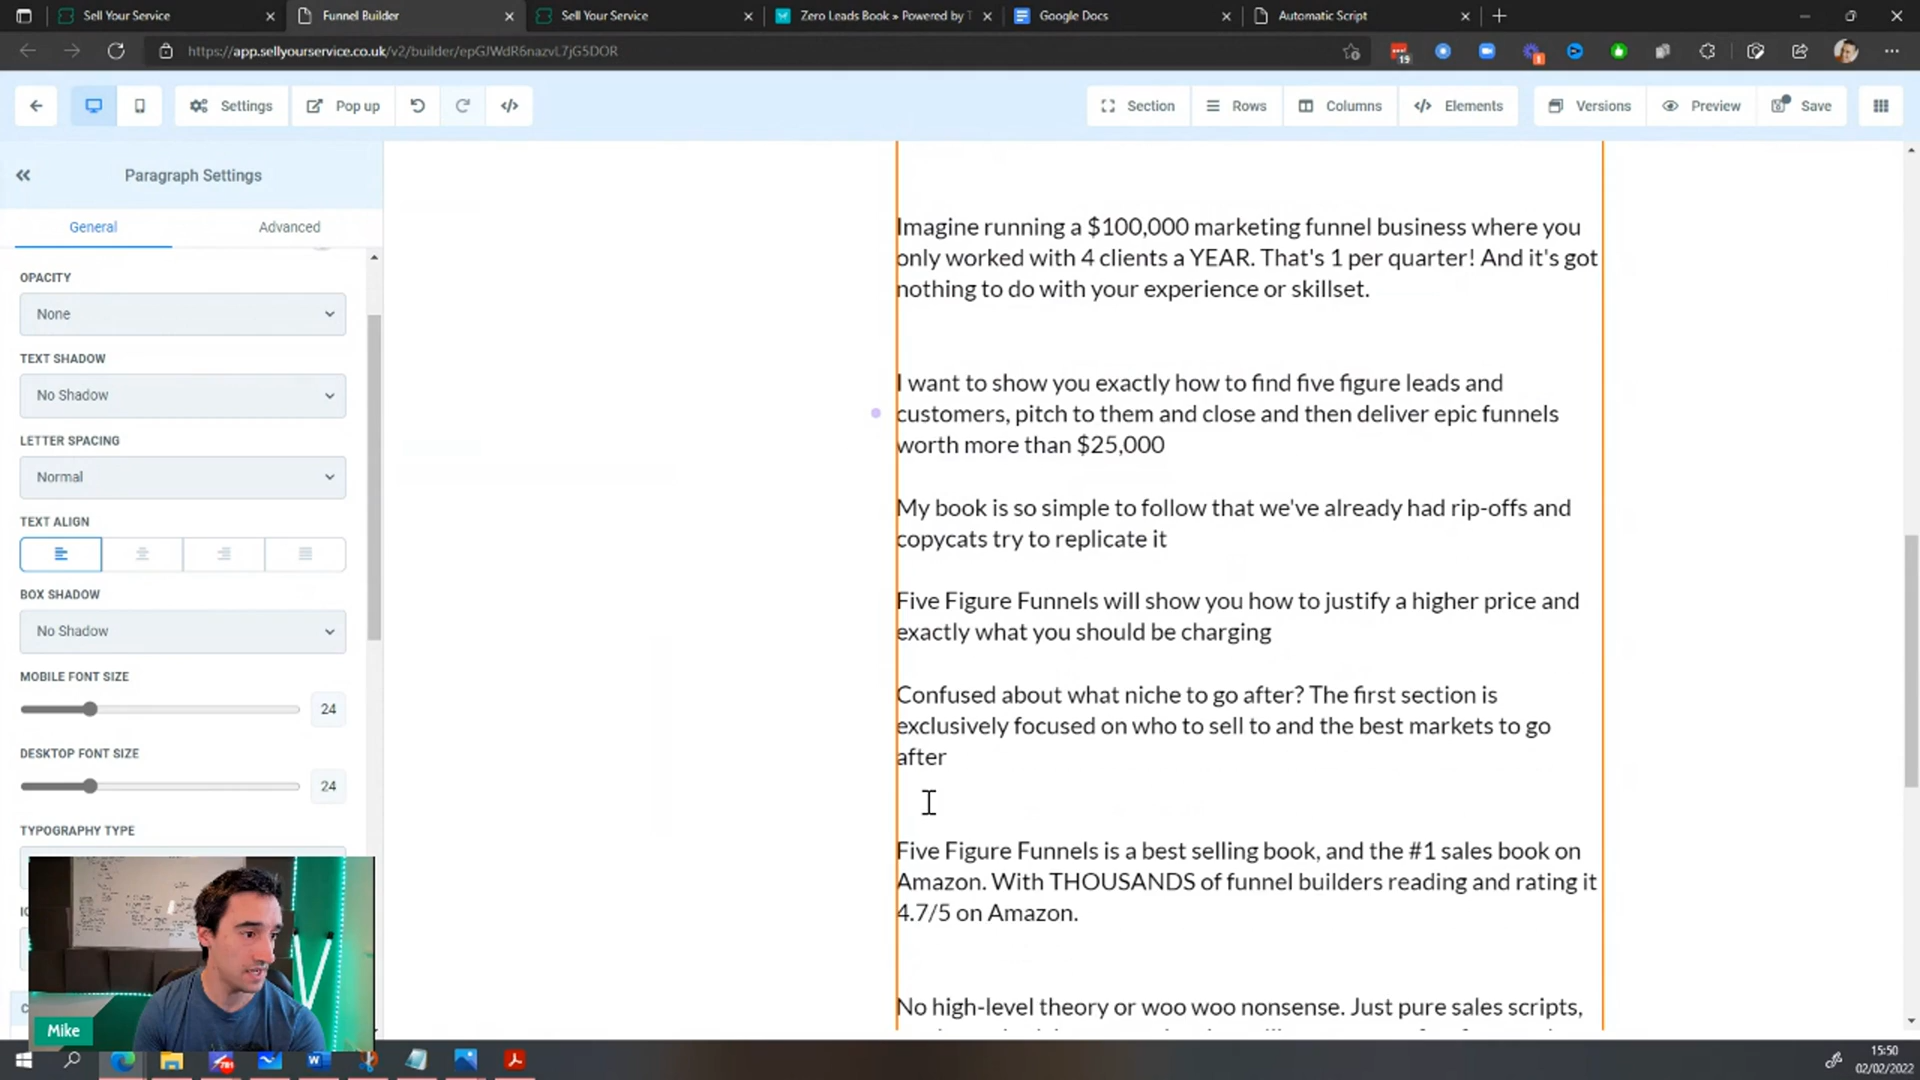 Sell Your Service
Funnel Builder
Sell Your Service
Zero Leads Book » Powered by T
Google Docs
Automatic Script
https://app.sellyourservice.co.uk/v2/builder/epGJWdR6nazvL7jG5DOR
19
1
Settings
Pop up
Section
Rows
Columns
Elements
Versions
Preview
Save
Paragraph Settings
General
Advanced
OPACITY
None
TEXT SHADOW
No Shadow
LETTER SPACING
Normal
TEXT ALIGN
BOX SHADOW
No Shadow
MOBILE FONT SIZE
24
DESKTOP FONT SIZE
24
TYPOGRAPHY TYPE
Imagine running a $100,000 marketing funnel business where you
only worked with 4 clients a YEAR. That's 1 per quarter! And it's got
nothing to do with your experience or skillset.
I want to show you exactly how to find five figure leads and
customers, pitch to them and close and then deliver epic funnels
worth more than $25,000
My book is so simple to follow that we've already had rip-offs and
copycats try to replicate it
Five Figure Funnels will show you how to justify a higher price and
exactly what you should be charging
Confused about what niche to go after? The first section is
exclusively focused on who to sell to and the best markets to go
after
Five Figure Funnels is a best selling book, and the #1 sales book on
Amazon. With THOUSANDS of funnel builders reading and rating it
4.7/5 on Amazon.
No high-level theory or woo woo nonsense. Just pure sales scripts,
Mike
781
15:50
02/02/2022